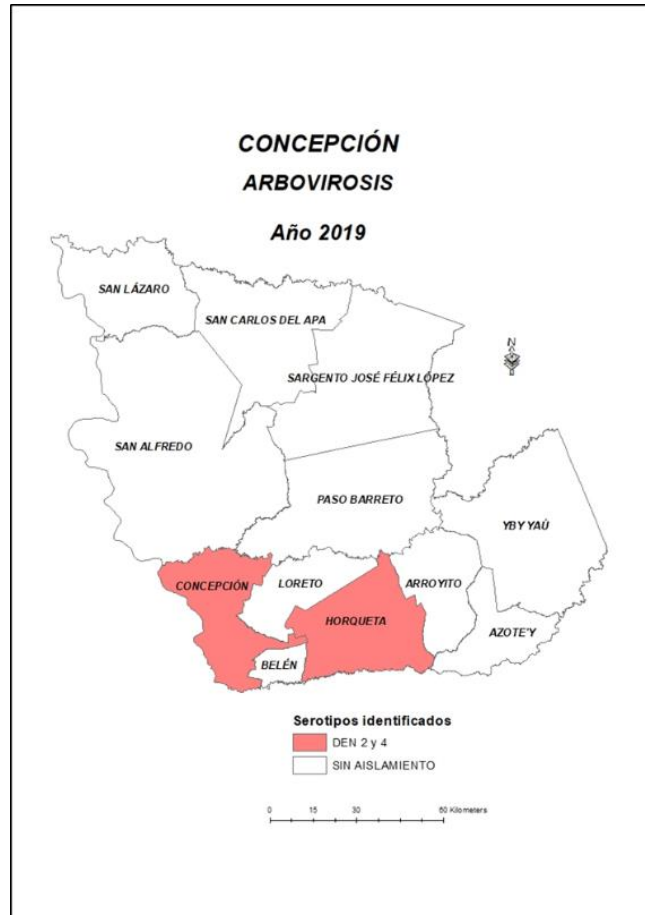 CONCEPCIÓN
ARBOVIROSIS
Año 2019
SAN LÁZARO
SAN CARLOS DEL APA
N
SARGENTO JOSÉ FÉLIX LÓPEZ
SAN ALFREDO
PASO BARRETO
YBY YAÚ
CONCEPCIÓN
LORETO
ARROYITO
HORQUETA
AZOTE'Y
BELÉN
Serotipos identificados
DEN 2 y 4
SIN AISLAMIENTO
0 15 30 45 60 Kilometers